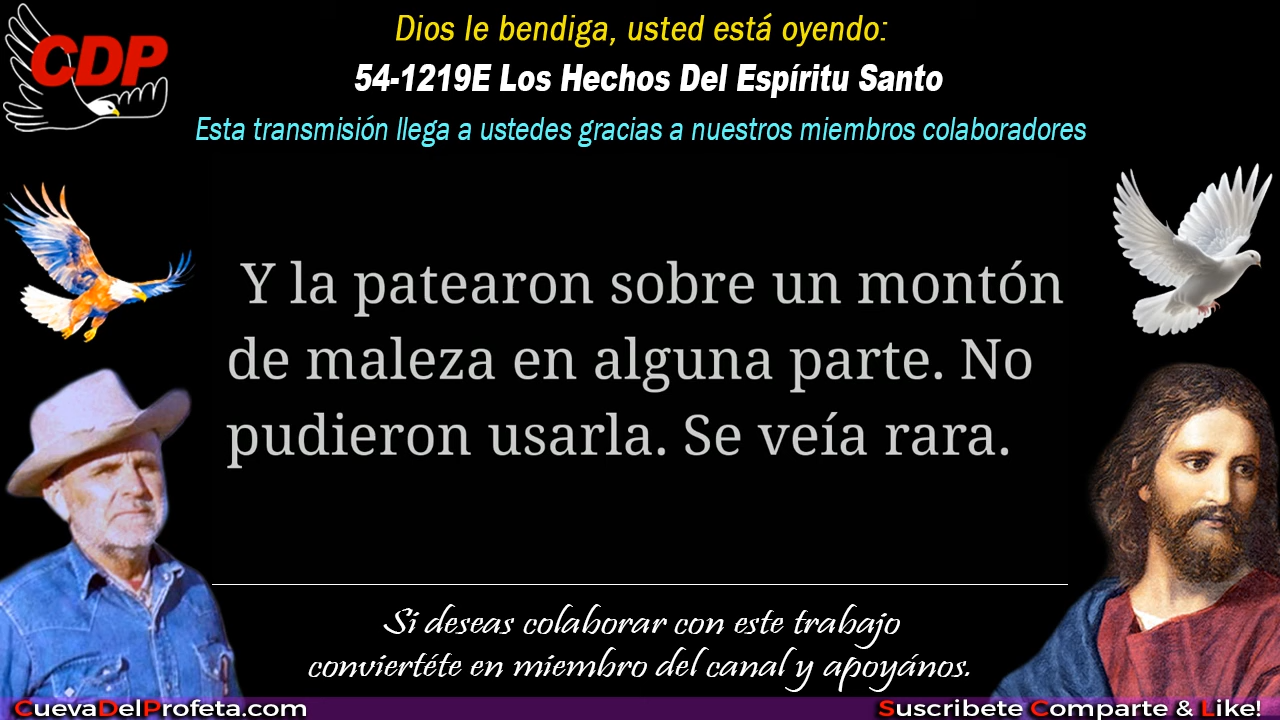 CDP
Dios le bendiga, usted está oyendo:
54-1219E Los Hechos Del Espíritu Santo
Esta transmisión llega a ustedes gracias a nuestros miembros colaboradores
Y la patearon sobre un montón
de maleza en alguna parte. No
pudieron usarla. Se veía rara.
Si deseas colaborar con este trabajo
conviertéte en miembro del canal y apoyános.
CuevaDelProfeta.com
Suscribete Comparte & Like!